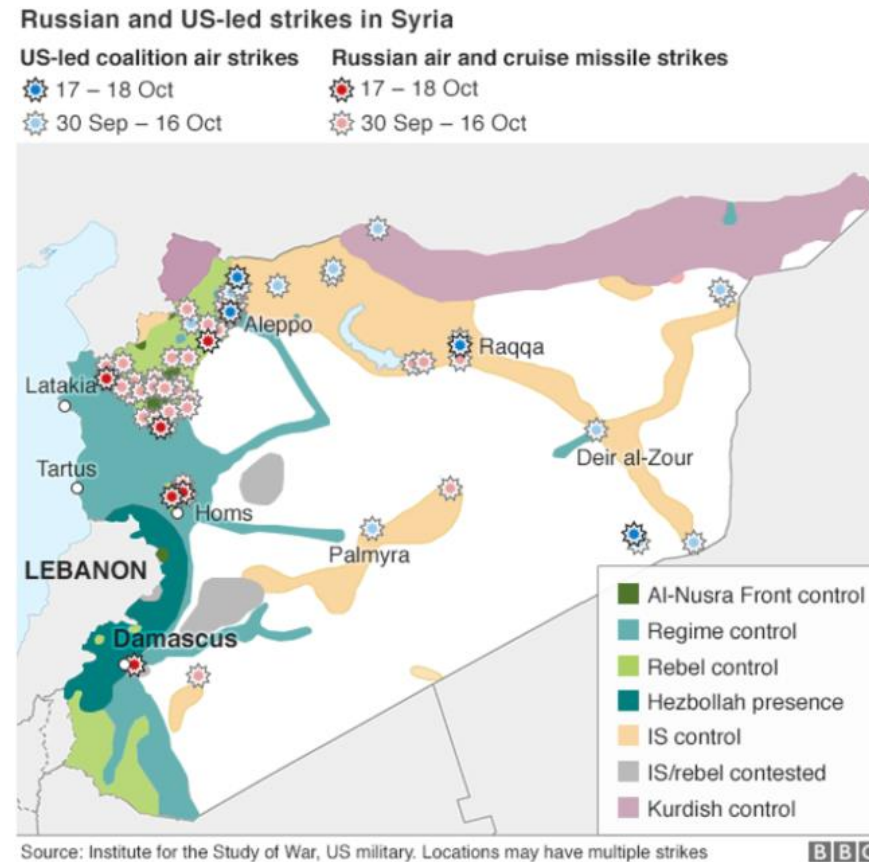 Russian and US-led strikes in Syria
US-led coalition air strikes
17 – 18 Oct
30 Sep – 16 Oct
Russian air and cruise missile strikes
17 – 18 Oct
30 Sep – 16 Oct
Aleppo
Raqqa
Latakia
Deir al-Zour
Tartus
Homs
Palmyra
LEBANON
Damascus
Al-Nusra Front control
Regime control
Rebel control
Hezbollah presence
IS control
IS/rebel contested
Kurdish control
Source: Institute for the Study of War, US military. Locations may have multiple strikes
BBC